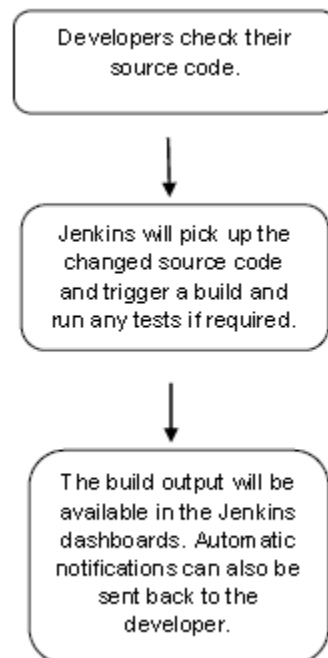 Developers check their
source code.
Jenkins will pick up the
changed source code
and trigger a build and
run any tests if required.
The build output will be
available in the Jenkins
dashboards. Automatic
notifications can also be
sent back to the
developer.